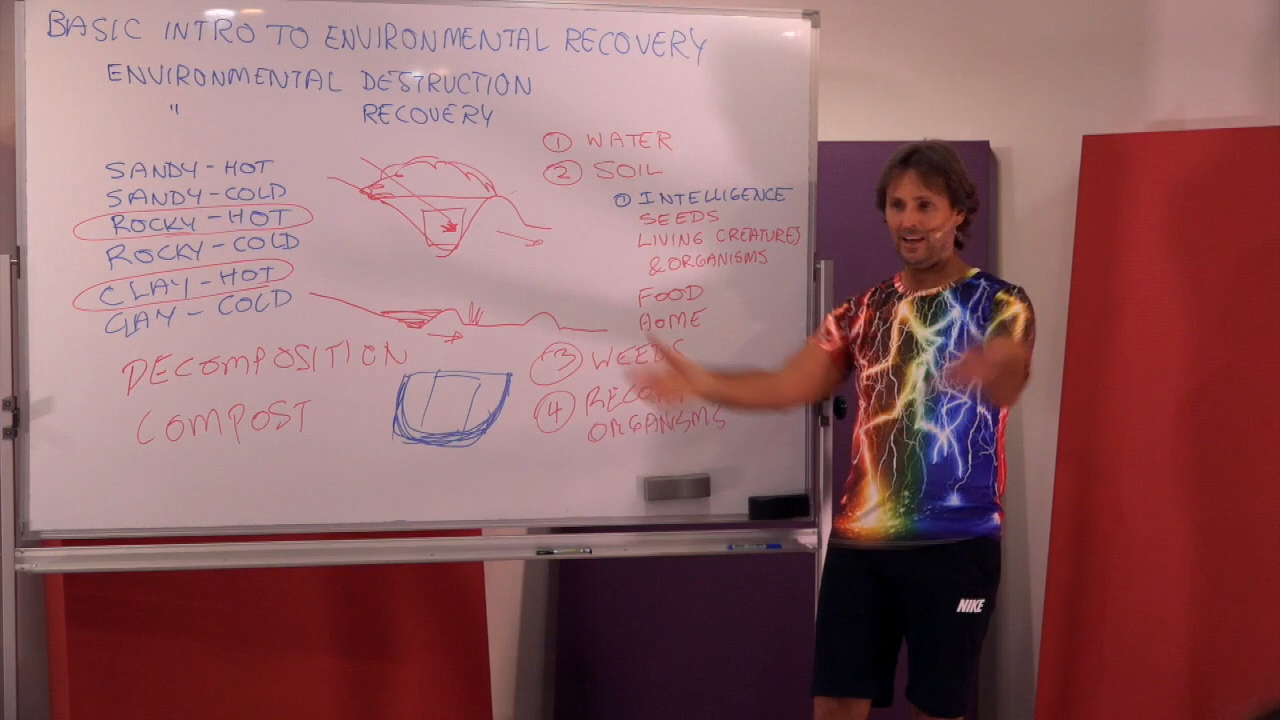 BASIC INTRO TO ENVIRONMENTAL RECOVERY
ENVIRONMENTAL DESTRUCTION
" RECOVERY
SANDY-HOT
SANDY-COLD
ROCKY-HOT
ROCKY-COLD
CLAY-HOT
CLAY-COLD
DECOMPOSITION
COMPOST
① WATER
② SOIL
① INTELLIGENCE
SEEDS
LIVING CREATURES
& ORGANISMS
FOOD
HOME
③ WEEDS
④
ORGANISMS
NIKE